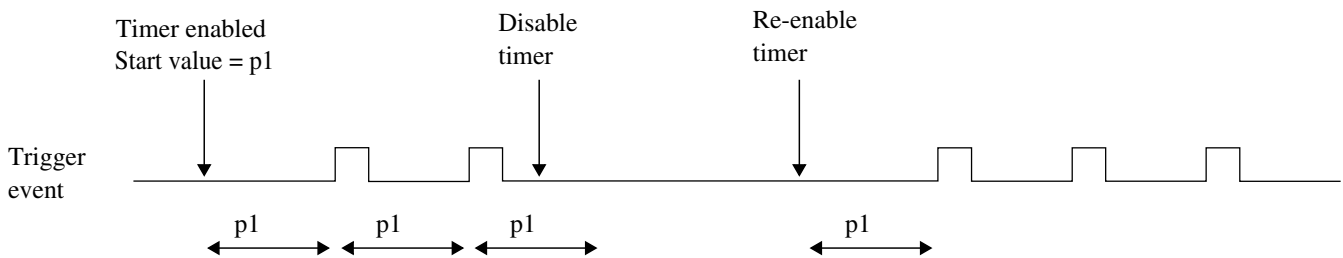 Timer enabled
Start value = p1
Disable
timer
Re-enable
timer
Trigger
event
p1
p1
p1
p1